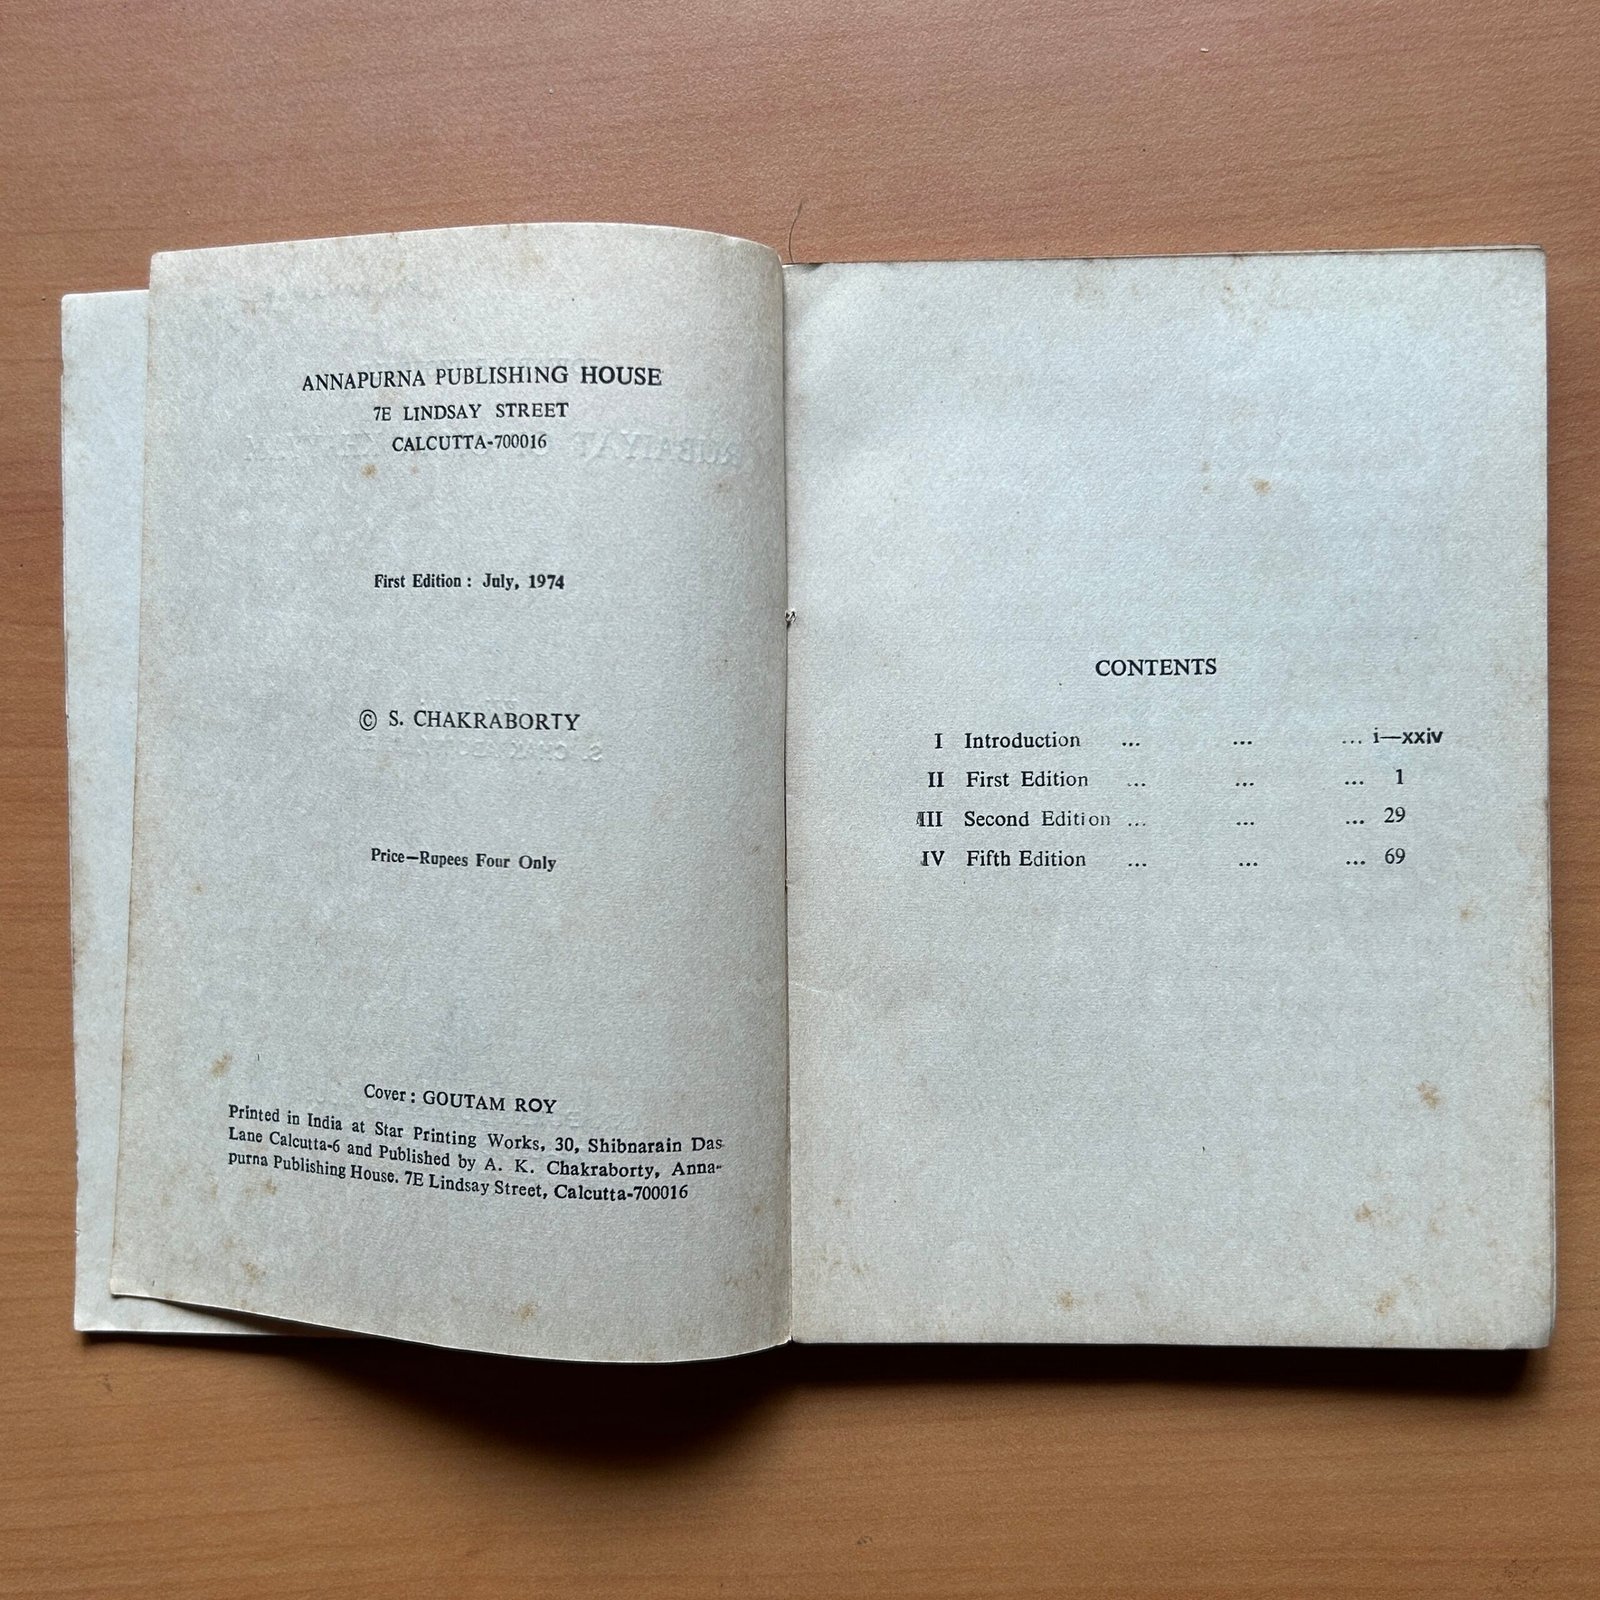 ANNAPURNA PUBLISHING HOUSE
7E LINDSAY STREET
CALCUTTA-700016
First Edition : July, 1974
© S. CHAKRABORTY
Price—Rupees Four Only
Cover : GOUTAM ROY
Printed in India at Star Printing Works, 30, Shibnarain Das
Lane Calcutta-6 and Published by A. K. Chakraborty, Anna-
purna Publishing House. 7E Lindsay Street, Calcutta-700016
CONTENTS
I Introduction ... ... ... i—xxiv
II First Edition ... ... ... 1
III Second Edition ... ... ... 29
IV Fifth Edition ... ... ... 69